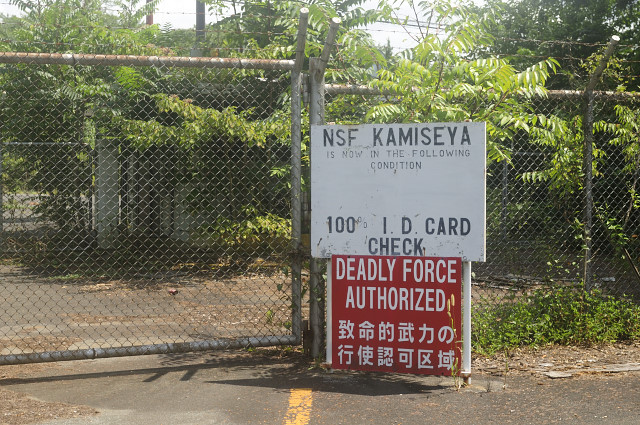 NSF KAMISEYA
IS NOW IN THE FOLLOWING
CONDITION
100% I. D. CARD
CHECK
DEADLY FORCE
AUTHORIZED
致命的武力の
行使認可区域